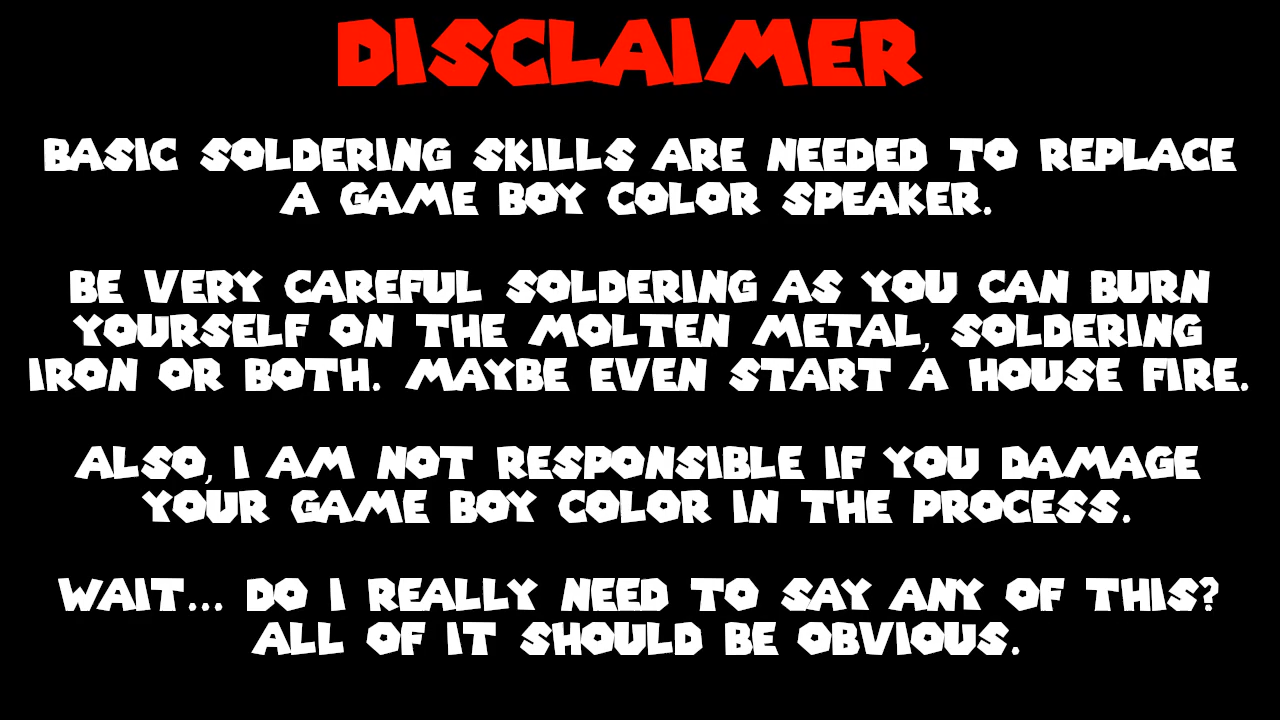 DISCLAIMER
BASIC SOLDERING SKILLS ARE NEEDED TO REPLACE
A GAME BOY COLOR SPEAKER.
BE VERY CAREFUL SOLDERING AS YOU CAN BURN
YOURSELF ON THE MOLTEN METAL, SOLDERING
IRON OR BOTH. MAYBE EVEN START A HOUSE FIRE.
ALSO, I AM NOT RESPONSIBLE IF YOU DAMAGE
YOUR GAME BOY COLOR IN THE PROCESS.
WAIT... DO I REALLY NEED TO SAY ANY OF THIS?
ALL OF IT SHOULD BE OBVIOUS.